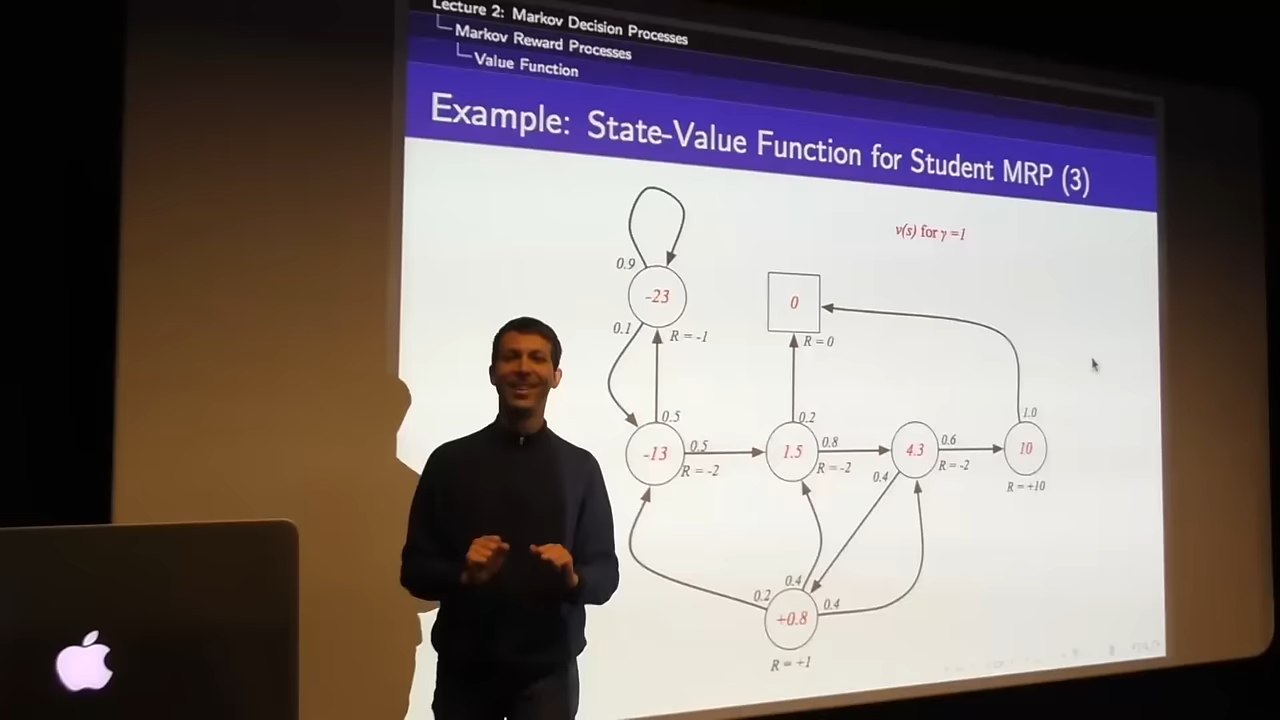 Lecture 2: Markov Decision Processes
Markov Reward Processes
Value Function
Example: State-Value Function for Student MRP (3)
v(s) for γ =1
0.9
-23
0
0.1
R = -1
R = 0
0.5
0.2
1.0
-13
0.5
R = -2
1.5
0.8
R = -2
4.3
0.6
R = -2
10
0.4
R = +10
0.4
0.2
+0.8
0.4
R = +1